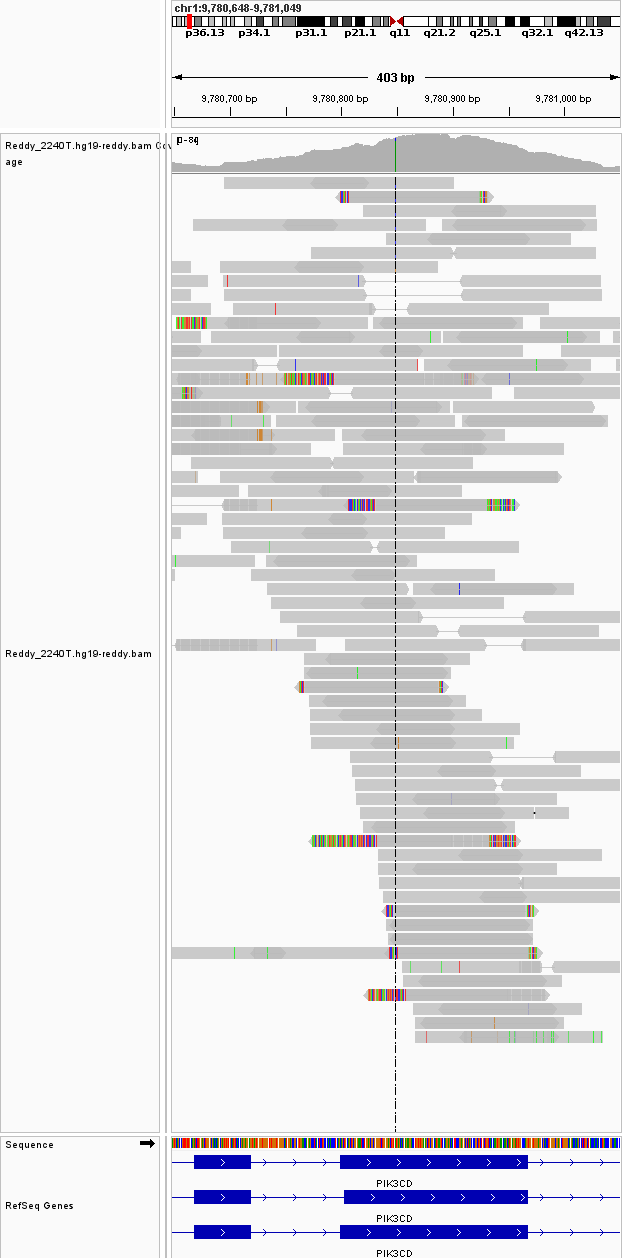 chr1:9,780,648-9,781,049
p36.13 p34.1 p31.1 p21.1 q11 q21.2 q25.1 q32.1 q42.13
403 bp
9,780,700 bp 9,780,800 bp 9,780,900 bp 9,781,000 bp
Reddy_2240T.hg19-reddy.bam Cov
age
[0-84]
Reddy_2240T.hg19-reddy.bam
Sequence
PIK3CD
RefSeq Genes
PIK3CD
PIK3CD